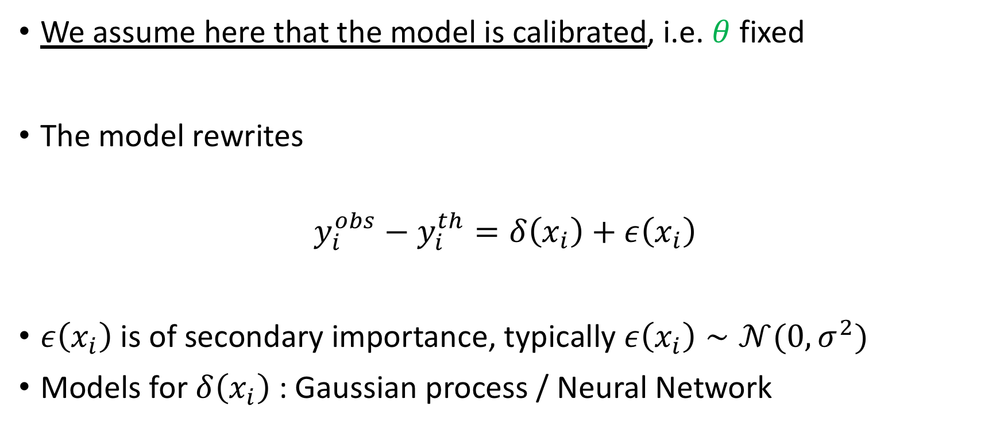 • We assume here that the model is calibrated, i.e. θ fixed
• The model rewrites
$y_i^{obs} - y_i^{th} = \delta(x_i) + \epsilon(x_i)$
• $\epsilon(x_i)$ is of secondary importance, typically $\epsilon(x_i) \sim \mathcal{N}(0, \sigma^2)$
• Models for $\delta(x_i)$ : Gaussian process / Neural Network